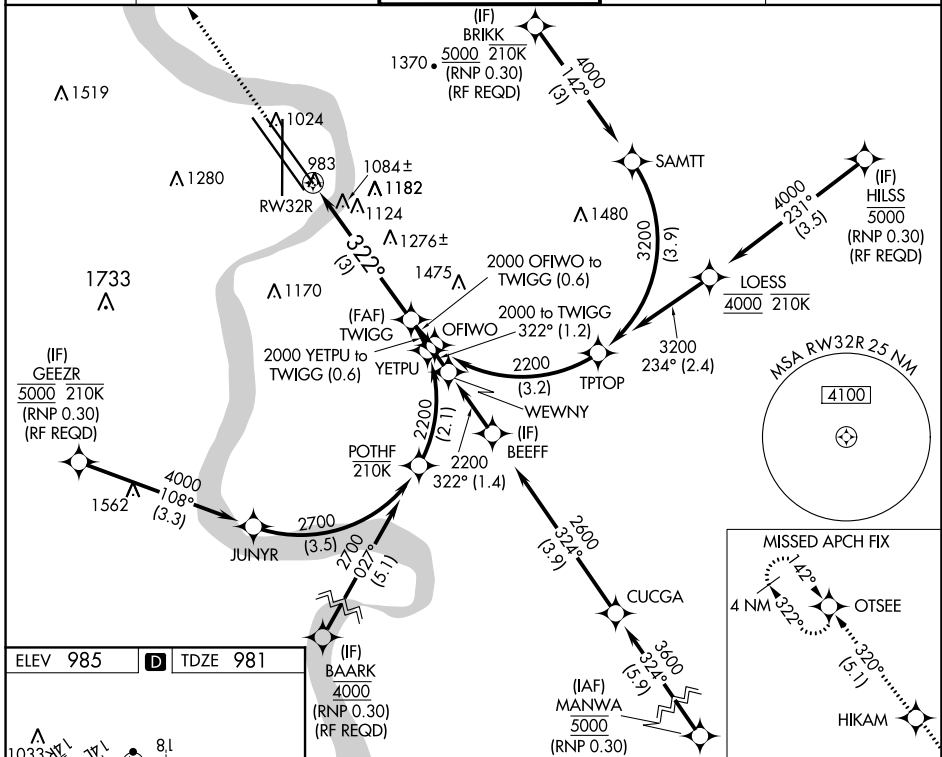 (IF)
BRIKK
5000 210K
(RNP 0.30)
(RF REQD)
1370
4000
142°
(3)
1519
1024
983
1084±
1182
1124
1280
RW32R
SAMTT
(IF)
HILSS
5000
(RNP 0.30)
(RF REQD)
4000
231°
(3.5)
1480
3200
(3.9)
322°
(3)
1276±
1475
2000 OFIWO to
TWIGG (0.6)
LOESS
4000 210K
1733
1170
(FAF)
TWIGG
OFIWO
2000 to TWIGG
322° (1.2)
2000 YETPU to
TWIGG (0.6)
YETPU
3200
234° (2.4)
2200
(3.2)
TPTOP
WEWNY
MSA RW32R 25 NM
4100
(IF)
GEEZR
5000 210K
(RNP 0.30)
(RF REQD)
2200
(2.1)
POTHF
210K
2200
322° (1.4)
(IF)
BEEFF
4000
108°
(3.3)
1562
2700
(3.5)
JUNYR
2700
027°
(5.1)
2600
324°
(3.9)
CUCGA
MISSED APCH FIX
142°
4 NM
322°
OTSEE
320°
(5.1)
HIKAM
(IF)
BAARK
4000
(RNP 0.30)
(RF REQD)
3600
324°
(5.9)
(IAF)
MANWA
5000
(RNP 0.30)
ELEV 985
D
TDZE 981
1033
14R
14L
18